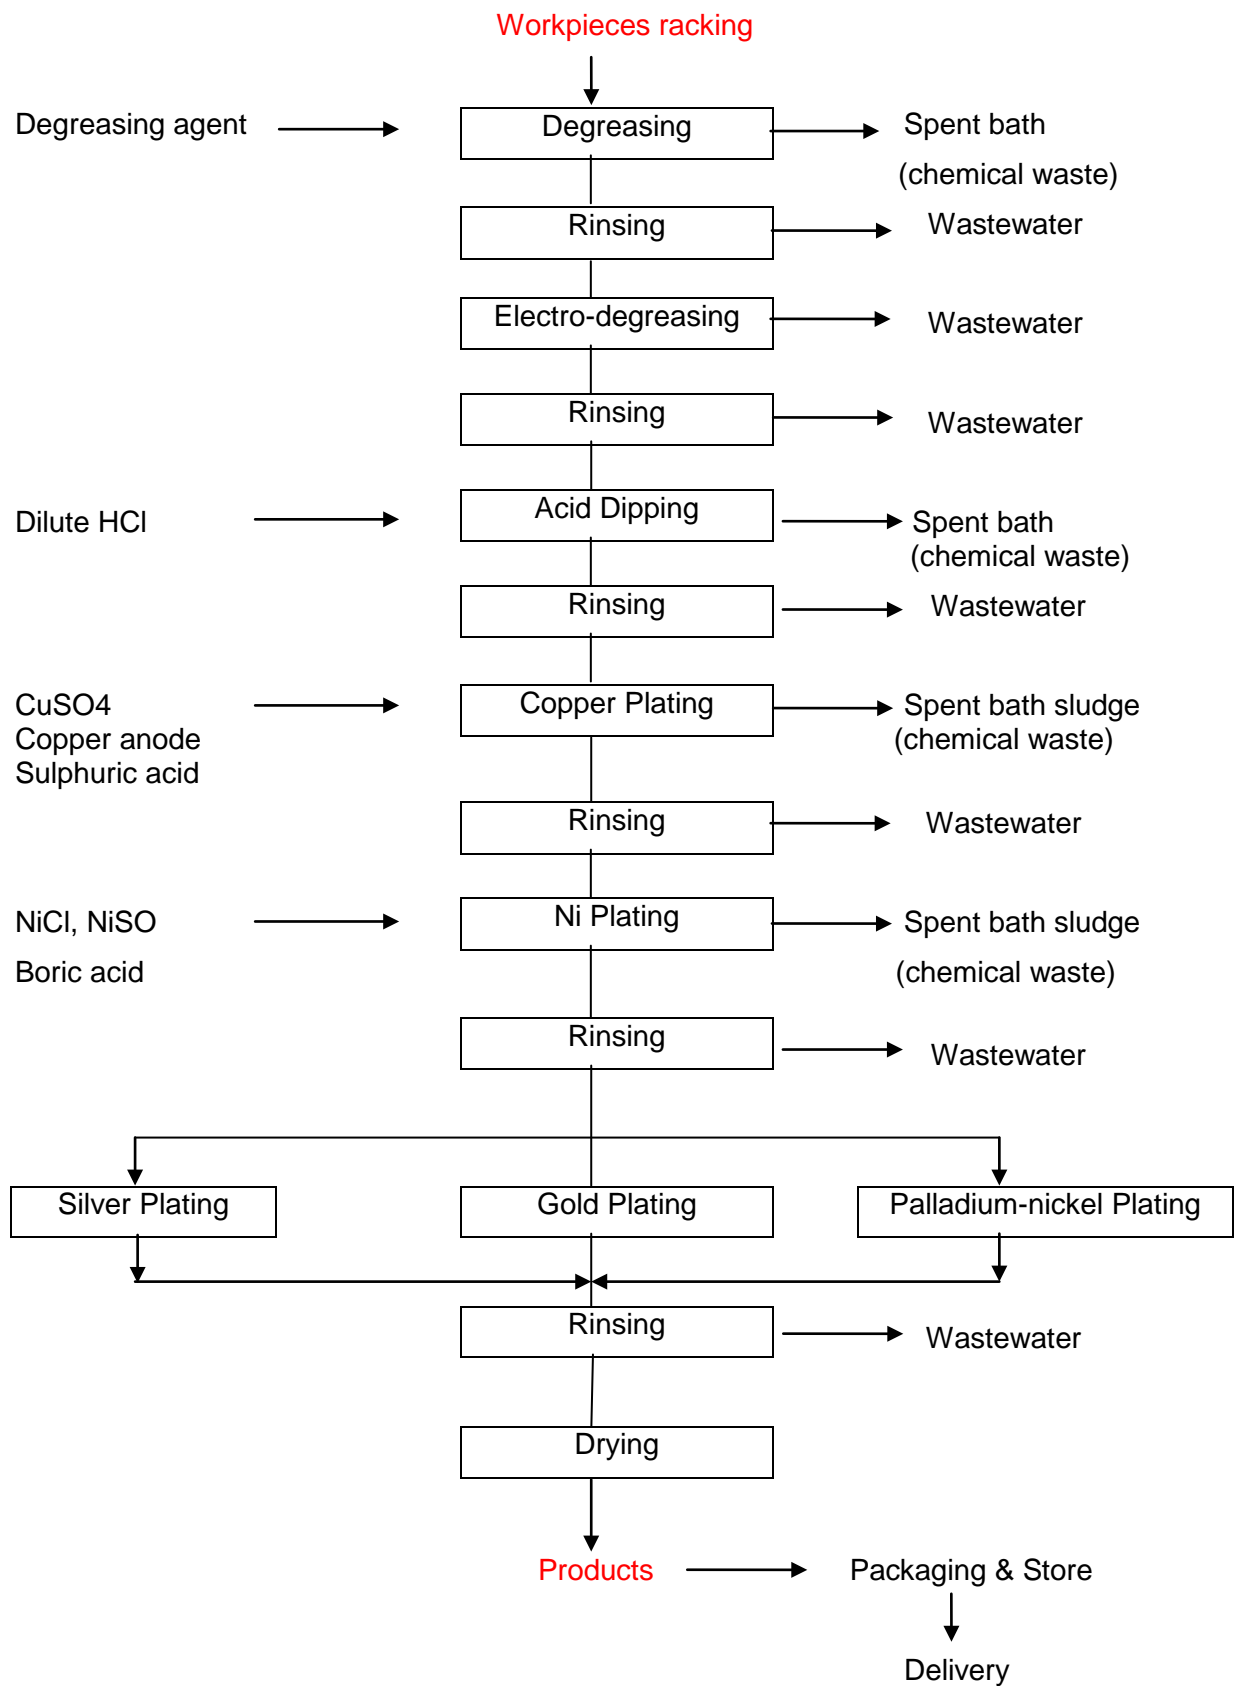 Workpieces racking
Degreasing agent
Degreasing
Spent bath
(chemical waste)
Rinsing
Wastewater
Electro-degreasing
Wastewater
Rinsing
Wastewater
Dilute HCl
Acid Dipping
Spent bath
(chemical waste)
Rinsing
Wastewater
CuSO4
Copper anode
Sulphuric acid
Copper Plating
Spent bath sludge
(chemical waste)
Rinsing
Wastewater
NiCl, NiSO
Boric acid
Ni Plating
Spent bath sludge
(chemical waste)
Rinsing
Wastewater
Silver Plating
Gold Plating
Palladium-nickel Plating
Rinsing
Wastewater
Drying
Products
Packaging & Store
Delivery